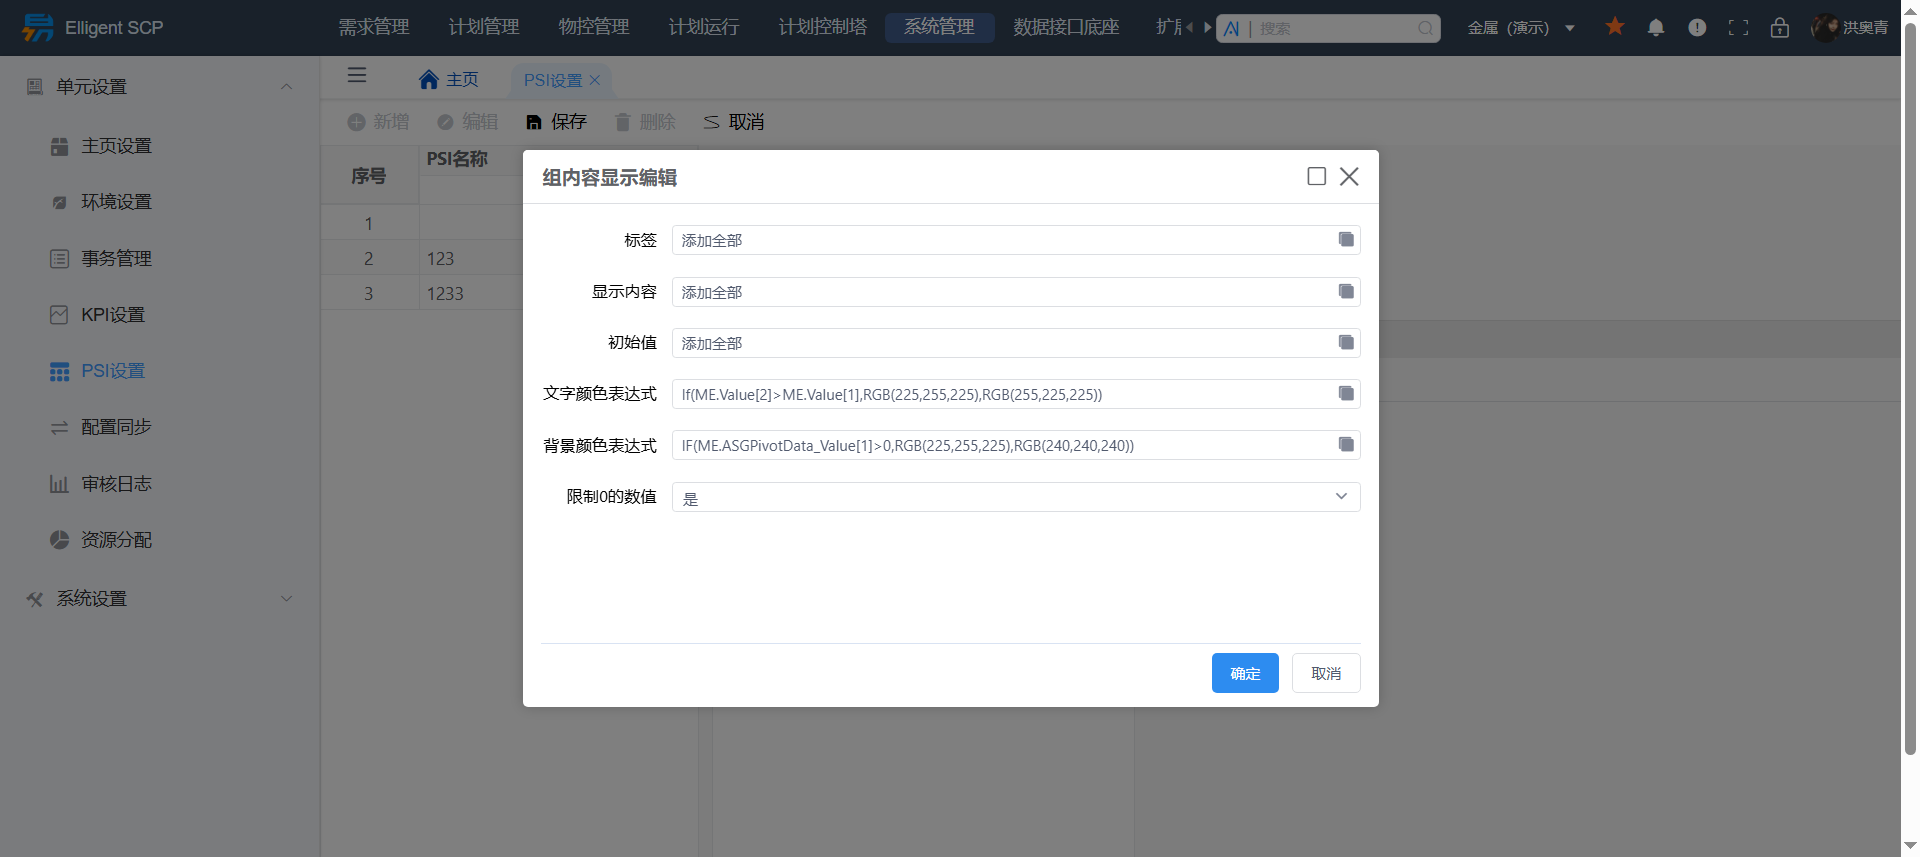 Elligent SCP
需求管理 计划管理 物控管理 计划运行 计划控制塔 系统管理 数据接口底座 扩 AI | 搜索 金属 (演示) 洪奥青
单元设置
主页设置
环境设置
事务管理
KPI设置
PSI设置
配置同步
审核日志
资源分配
系统设置
主页 PSI设置
新增 编辑 保存 删除 取消
序号 PSI名称
1
2 123
3 1233
组内容显示编辑
标签 添加全部
显示内容 添加全部
初始值 添加全部
文字颜色表达式 If(ME.Value[2]>ME.Value[1],RGB(225,255,225),RGB(255,225,225))
背景颜色表达式 IF(ME.ASGPivotData_Value[1]>0,RGB(225,255,225),RGB(240,240,240))
限制0的数值 是
确定 取消